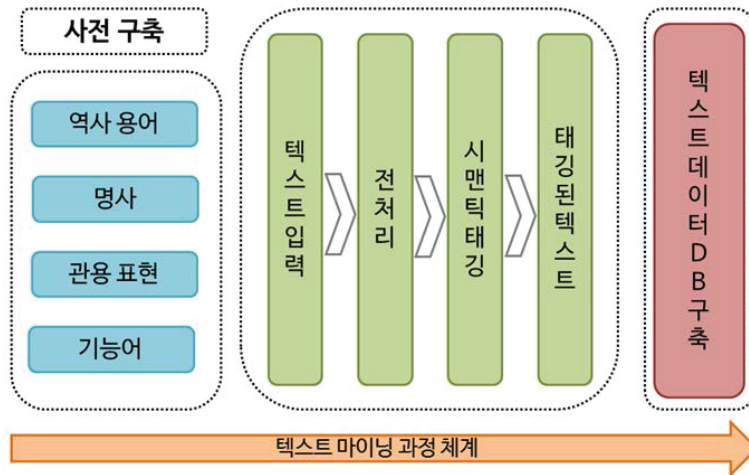 사전 구축
역사 용어
명사
관용 표현
기능어
텍스트입력
전처리
시맨틱태깅
태깅된텍스트
텍스트데이터DB구축
텍스트 마이닝 과정 체계